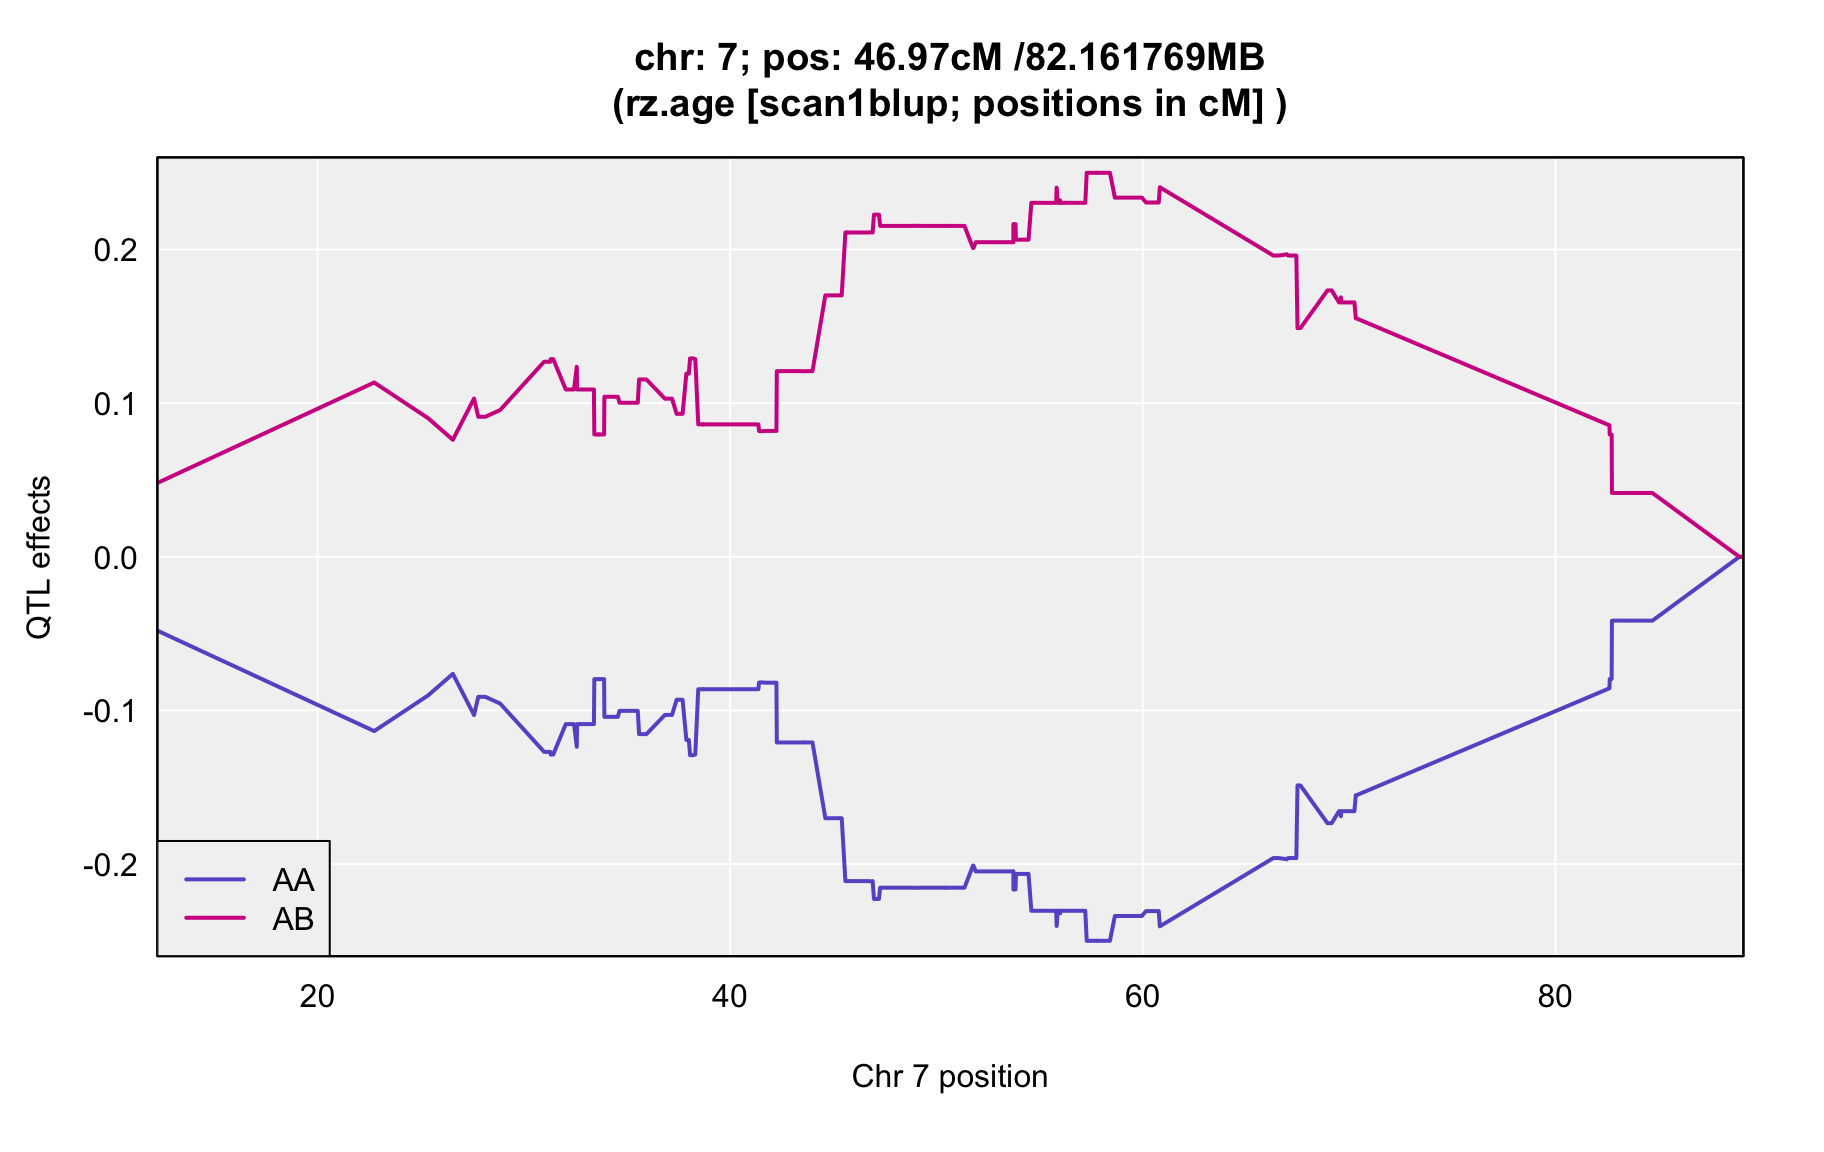 chr: 7; pos: 46.97cM /82.161769MB
(rz.age [scan1blup; positions in cM] )
QTL effects
0.2
0.1
0.0
-0.1
-0.2
AA
AB
20 40 60 80
Chr 7 position